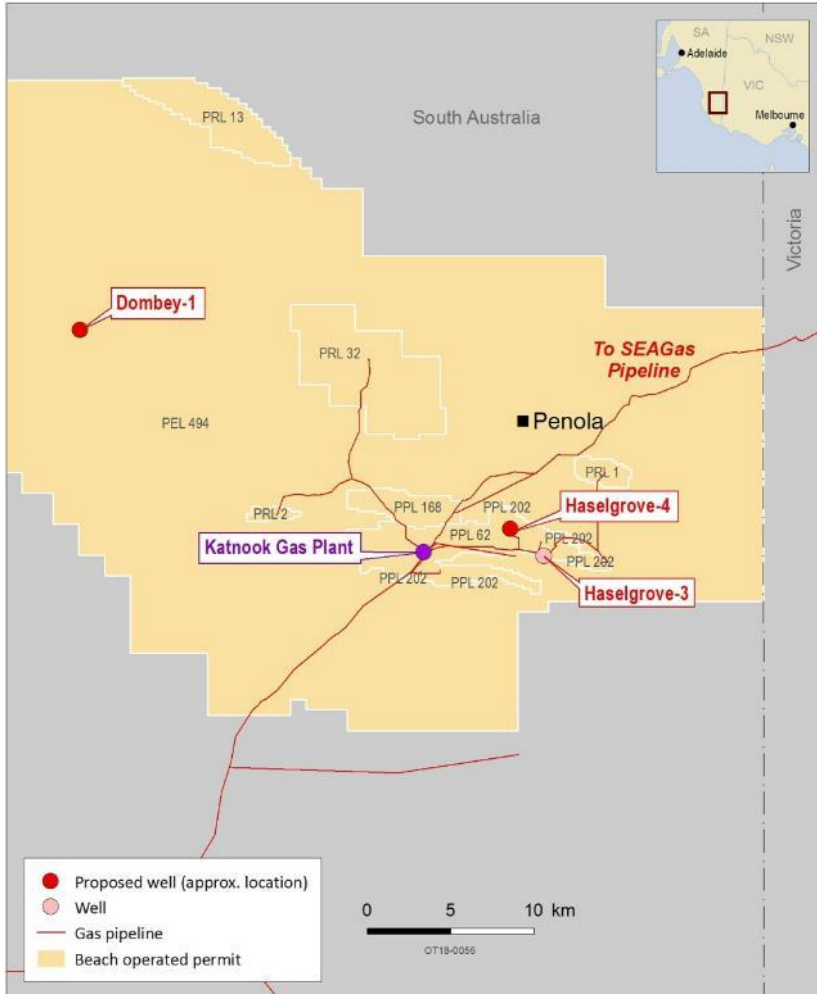 SA
NSW
Adelaide
VIC
Melbourne
PRL 13
South Australia
Victoria
Dombey-1
PRL 32
To SEAGas
Pipeline
PEL 494
Penola
PRL 1
PRL 2
PPL 168
PPL 202
Haselgrove-4
PPL 62
Katnook Gas Plant
PPL 202
PPL 202
PPL 202
PPL 202
Haselgrove-3
Proposed well (approx. location)
Well
Gas pipeline
Beach operated permit
0 5 10 km
OT18-0056